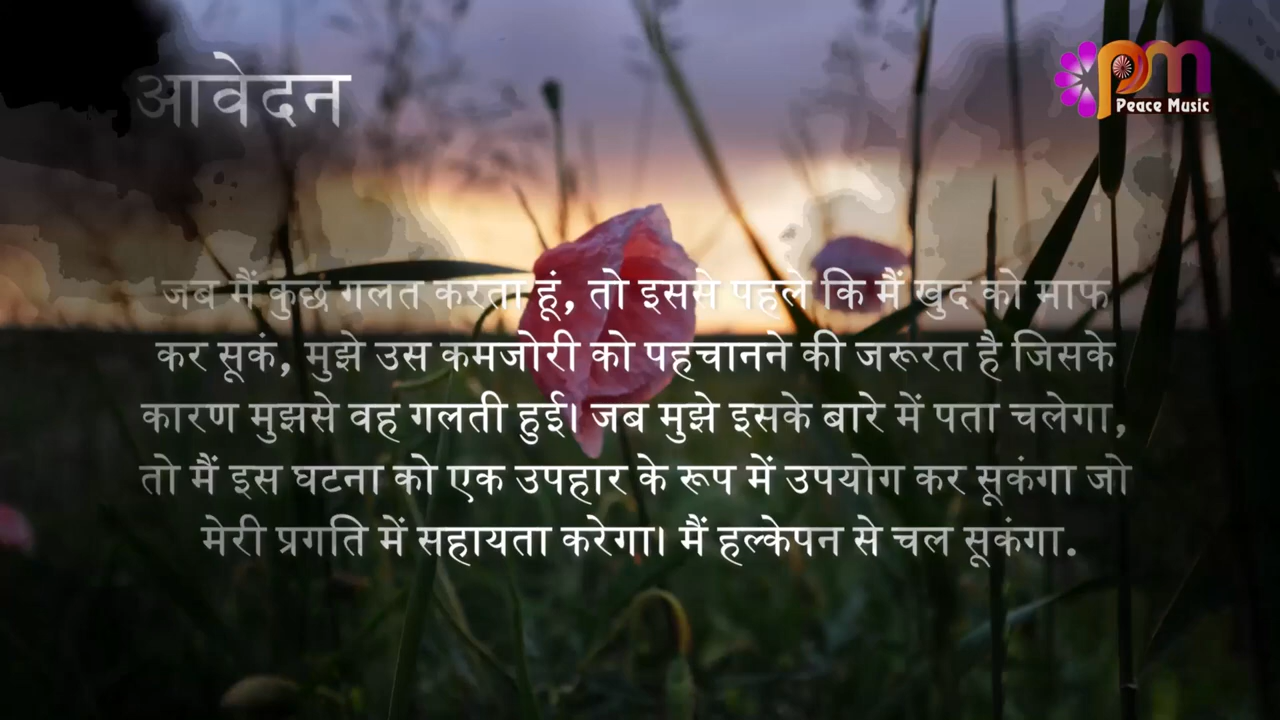 आवेदन
Peace Music
जब मैं कुछ गलत करता हूं, तो इससे पहले कि मैं खुद को माफ
कर सूकं, मुझे उस कमजोरी को पहचानने की जरूरत है जिसके
कारण मुझसे वह गलती हुई। जब मुझे इसके बारे में पता चलेगा,
तो मैं इस घटना को एक उपहार के रूप में उपयोग कर सूकंगा जो
मेरी प्रगति में सहायता करेगा। मैं हल्केपन से चल सूकंगा.